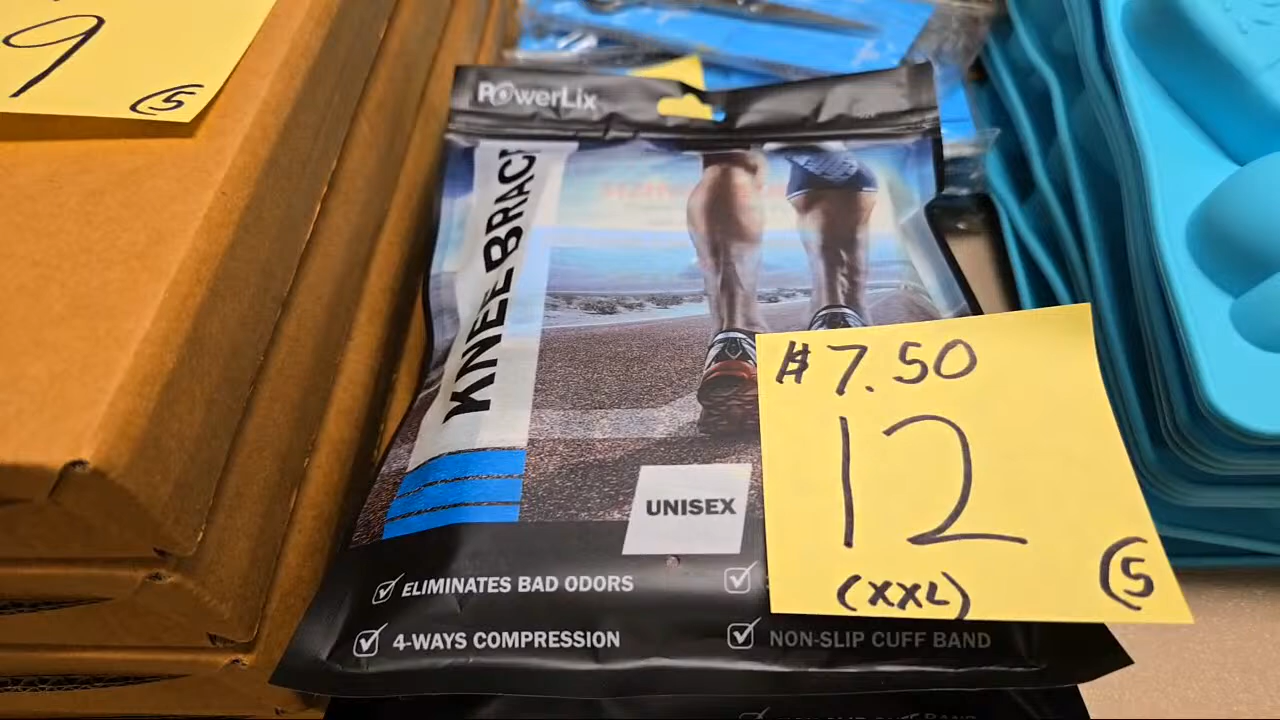 9
(5)
PowerLix
KNEE BRAC
UNISEX
ELIMINATES BAD ODORS
4-WAYS COMPRESSION
NON-SLIP CUFF BAND
$7.50
12
(XXL)
(5)